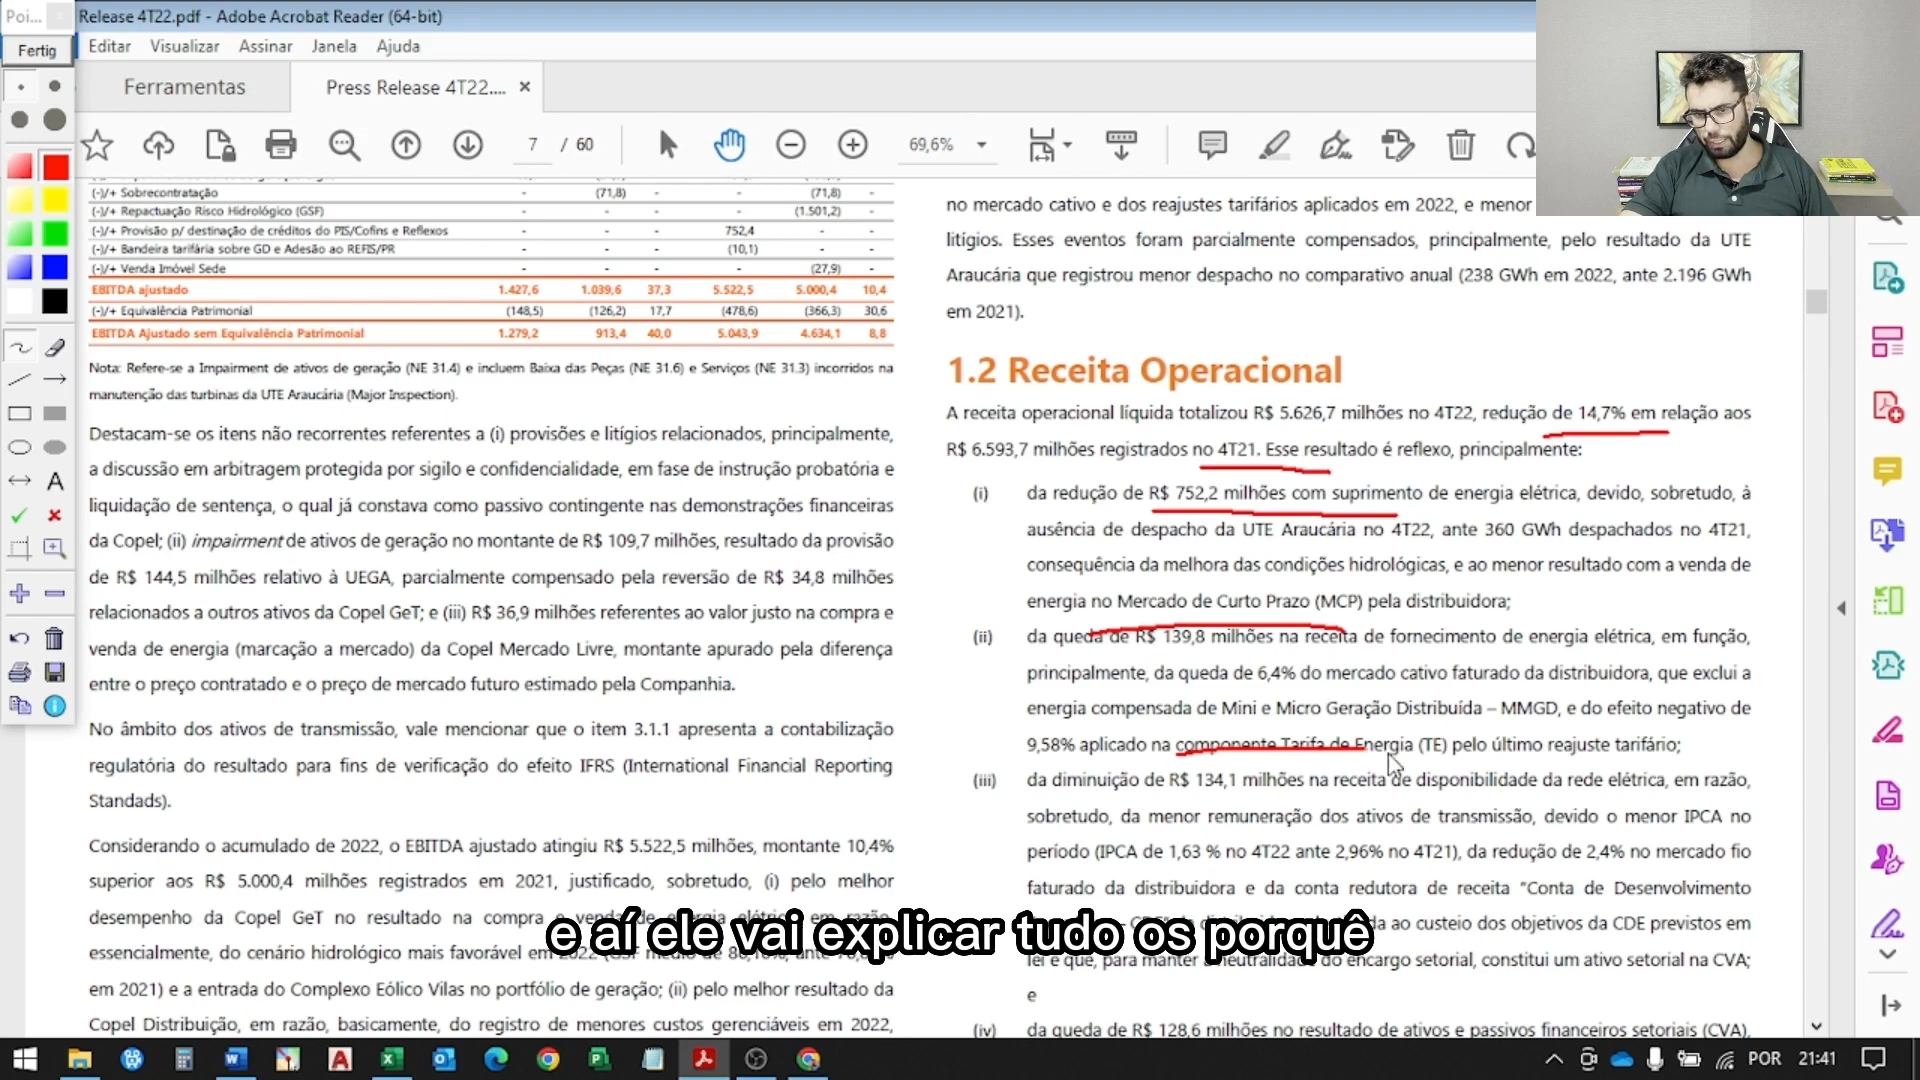 Poi...
Release 4T22.pdf - Adobe Acrobat Reader (64-bit)
Fertig
Editar Visualizar Assinar Janela Ajuda
Ferramentas
Press Release 4T22....
7 / 60
69,6%
A
(-)/+ Sobrecontratação - (71,8) - - (71,8) -
(-)/+ Repactuação Risco Hidrológico (GSF) - - - - (1.501,2) -
(-)/+ Provisão p/ destinação de créditos do PIS/Cofins e Reflexos - - - 752,4 - -
(-)/+ Bandeira tarifária sobre GD e Adesão ao REFIS/PR - - - (10,1) - -
(-)/+ Venda Imóvel Sede - - - - (27,9) -
EBITDA ajustado 1.427,6 1.039,6 37,3 5.522,5 5.000,4 10,4
(-)/+ Equivalência Patrimonial (148,5) (126,2) 17,7 (478,6) (366,3) 30,6
EBITDA Ajustado sem Equivalência Patrimonial 1.279,2 913,4 40,0 5.043,9 4.634,1 8,8
Nota: Refere-se a Impairment de ativos de geração (NE 31.4) e incluem Baixa das Peças (NE 31.6) e Serviços (NE 31.3) incorridos na
manutenção das turbinas da UTE Araucária (Major Inspection).
Destacam-se os itens não recorrentes referentes a (i) provisões e litígios relacionados, principalmente,
a discussão em arbitragem protegida por sigilo e confidencialidade, em fase de instrução probatória e
liquidação de sentença, o qual já constava como passivo contingente nas demonstrações financeiras
da Copel; (ii) impairment de ativos de geração no montante de R$ 109,7 milhões, resultado da provisão
de R$ 144,5 milhões relativo à UEGA, parcialmente compensado pela reversão de R$ 34,8 milhões
relacionados a outros ativos da Copel GeT; e (iii) R$ 36,9 milhões referentes ao valor justo na compra e
venda de energia (marcação a mercado) da Copel Mercado Livre, montante apurado pela diferença
entre o preço contratado e o preço de mercado futuro estimado pela Companhia.
No âmbito dos ativos de transmissão, vale mencionar que o item 3.1.1 apresenta a contabilização
regulatória do resultado para fins de verificação do efeito IFRS (International Financial Reporting
Standads).
Considerando o acumulado de 2022, o EBITDA ajustado atingiu R$ 5.522,5 milhões, montante 10,4%
superior aos R$ 5.000,4 milhões registrados em 2021, justificado, sobretudo, (i) pelo melhor
desempenho da Copel GeT no resultado na compra e venda de energia elétrica, em razão,
essencialmente, do cenário hidrológico mais favorável em 2022 (GSF médio de
em 2021) e a entrada do Complexo Eólico Vilas no portfólio de geração; (ii) pelo melhor resultado da
Copel Distribuição, em razão, basicamente, do registro de menores custos gerenciáveis em 2022,
no mercado cativo e dos reajustes tarifários aplicados em 2022, e menor
litígios. Esses eventos foram parcialmente compensados, principalmente, pelo resultado da UTE
Araucária que registrou menor despacho no comparativo anual (238 GWh em 2022, ante 2.196 GWh
em 2021).
1.2 Receita Operacional
A receita operacional líquida totalizou R$ 5.626,7 milhões no 4T22, redução de 14,7% em relação aos
R$ 6.593,7 milhões registrados no 4T21. Esse resultado é reflexo, principalmente:
(i) da redução de R$ 752,2 milhões com suprimento de energia elétrica, devido, sobretudo, à
ausência de despacho da UTE Araucária no 4T22, ante 360 GWh despachados no 4T21,
consequência da melhora das condições hidrológicas, e ao menor resultado com a venda de
energia no Mercado de Curto Prazo (MCP) pela distribuidora;
(ii) da queda de R$ 139,8 milhões na receita de fornecimento de energia elétrica, em função,
principalmente, da queda de 6,4% do mercado cativo faturado da distribuidora, que exclui a
energia compensada de Mini e Micro Geração Distribuída – MMGD, e do efeito negativo de
9,58% aplicado na componente Tarifa de Energia (TE) pelo último reajuste tarifário;
(iii) da diminuição de R$ 134,1 milhões na receita de disponibilidade da rede elétrica, em razão,
sobretudo, da menor remuneração dos ativos de transmissão, devido o menor IPCA no
período (IPCA de 1,63 % no 4T22 ante 2,96% no 4T21), da redução de 2,4% no mercado fio
faturado da distribuidora e da conta redutora de receita "Conta de Desenvolvimento
ao custeio dos objetivos da CDE previstos em
lei e que, para manter a neutralidade do encargo setorial, constitui um ativo setorial na CVA;
e
(iv) da queda de R$ 128,6 milhões no resultado de ativos e passivos financeiros setoriais (CVA),
e aí ele vai explicar tudo os porquê
POR 21:41